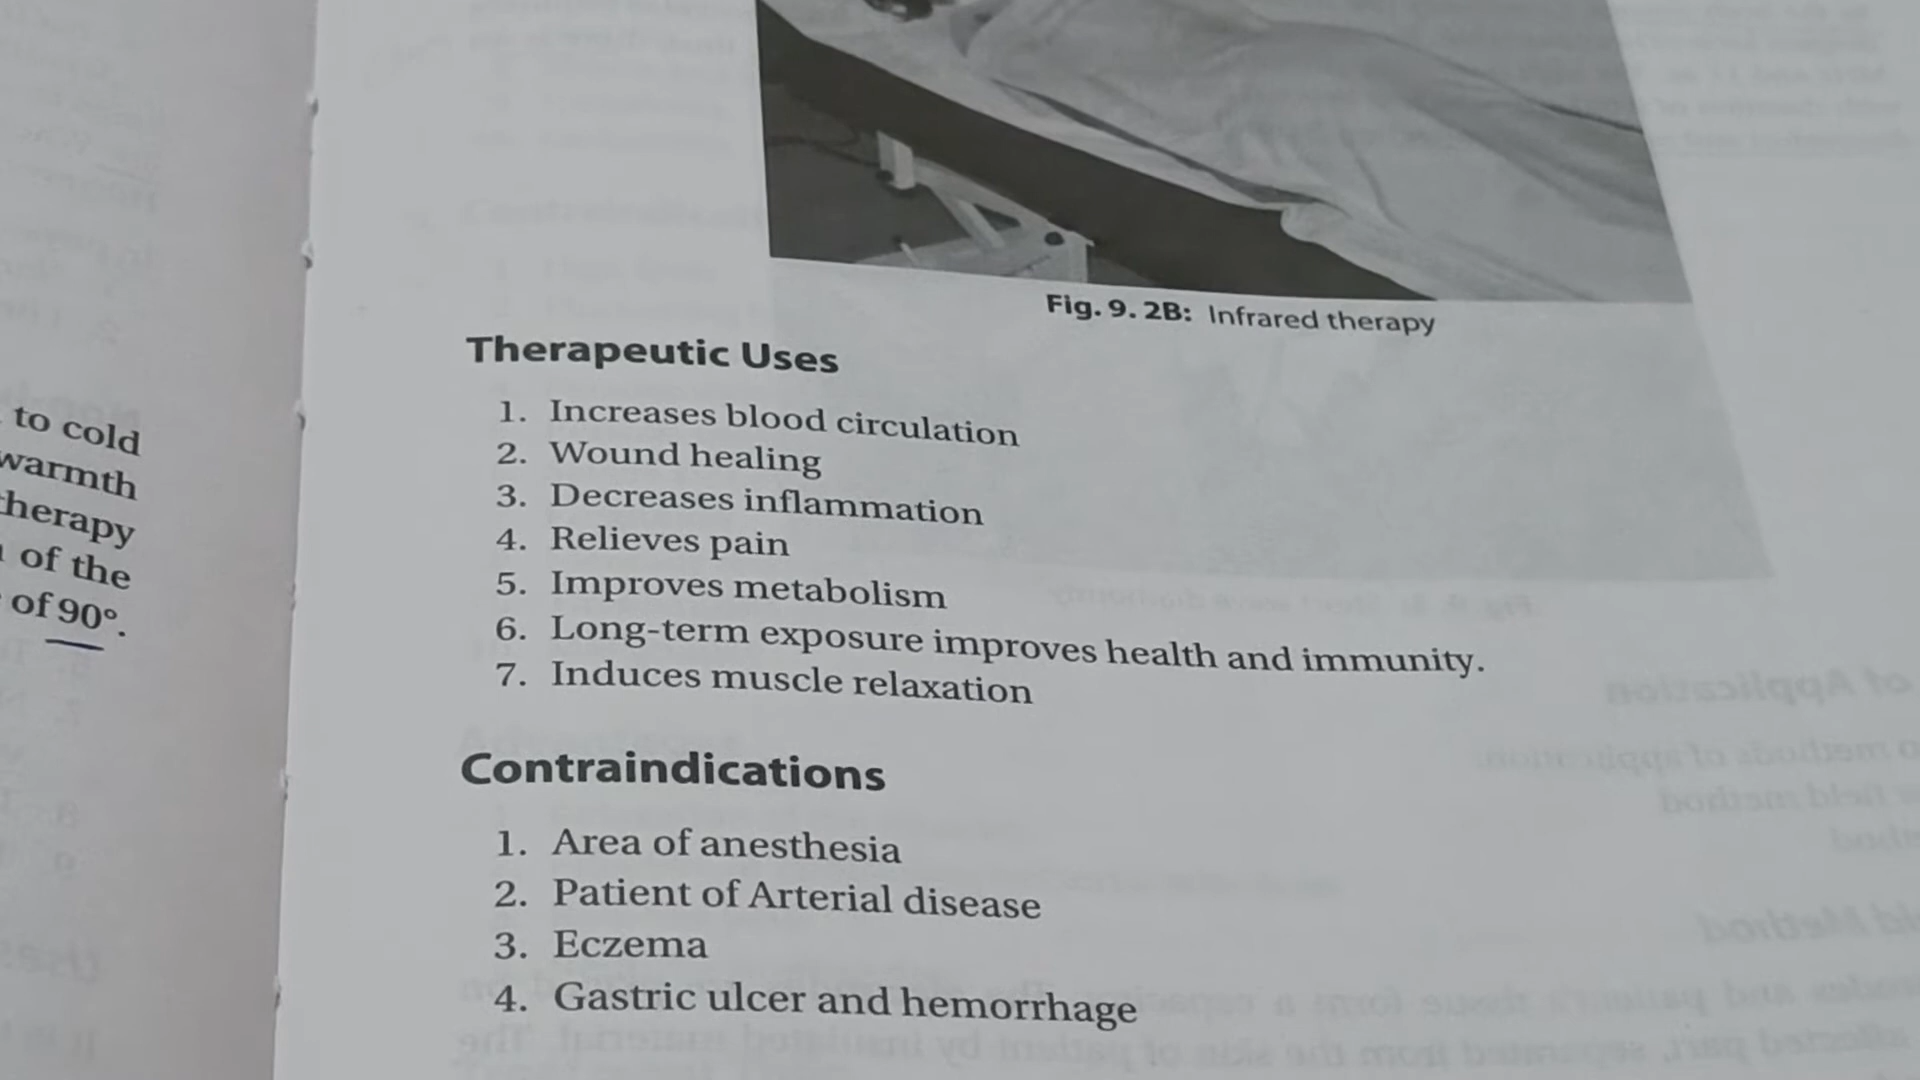 to cold
warmth
therapy
of the
of 90°.
Fig. 9. 2B: Infrared therapy
Therapeutic Uses
1. Increases blood circulation
2. Wound healing
3. Decreases inflammation
4. Relieves pain
5. Improves metabolism
6. Long-term exposure improves health and immunity.
7. Induces muscle relaxation
Contraindications
1. Area of anesthesia
2. Patient of Arterial disease
3. Eczema
4. Gastric ulcer and hemorrhage